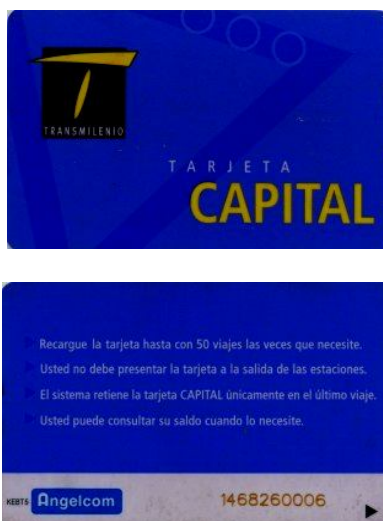 TRANSMILENIO
TARJETA
CAPITAL
Recargue la tarjeta hasta con 50 viajes las veces que necesite.
Usted no debe presentar la tarjeta a la salida de las estaciones.
El sistema retiene la tarjeta CAPITAL únicamente en el último viaje.
Usted puede consultar su saldo cuando lo necesite.
KEBT5 Angelcom 1468260006